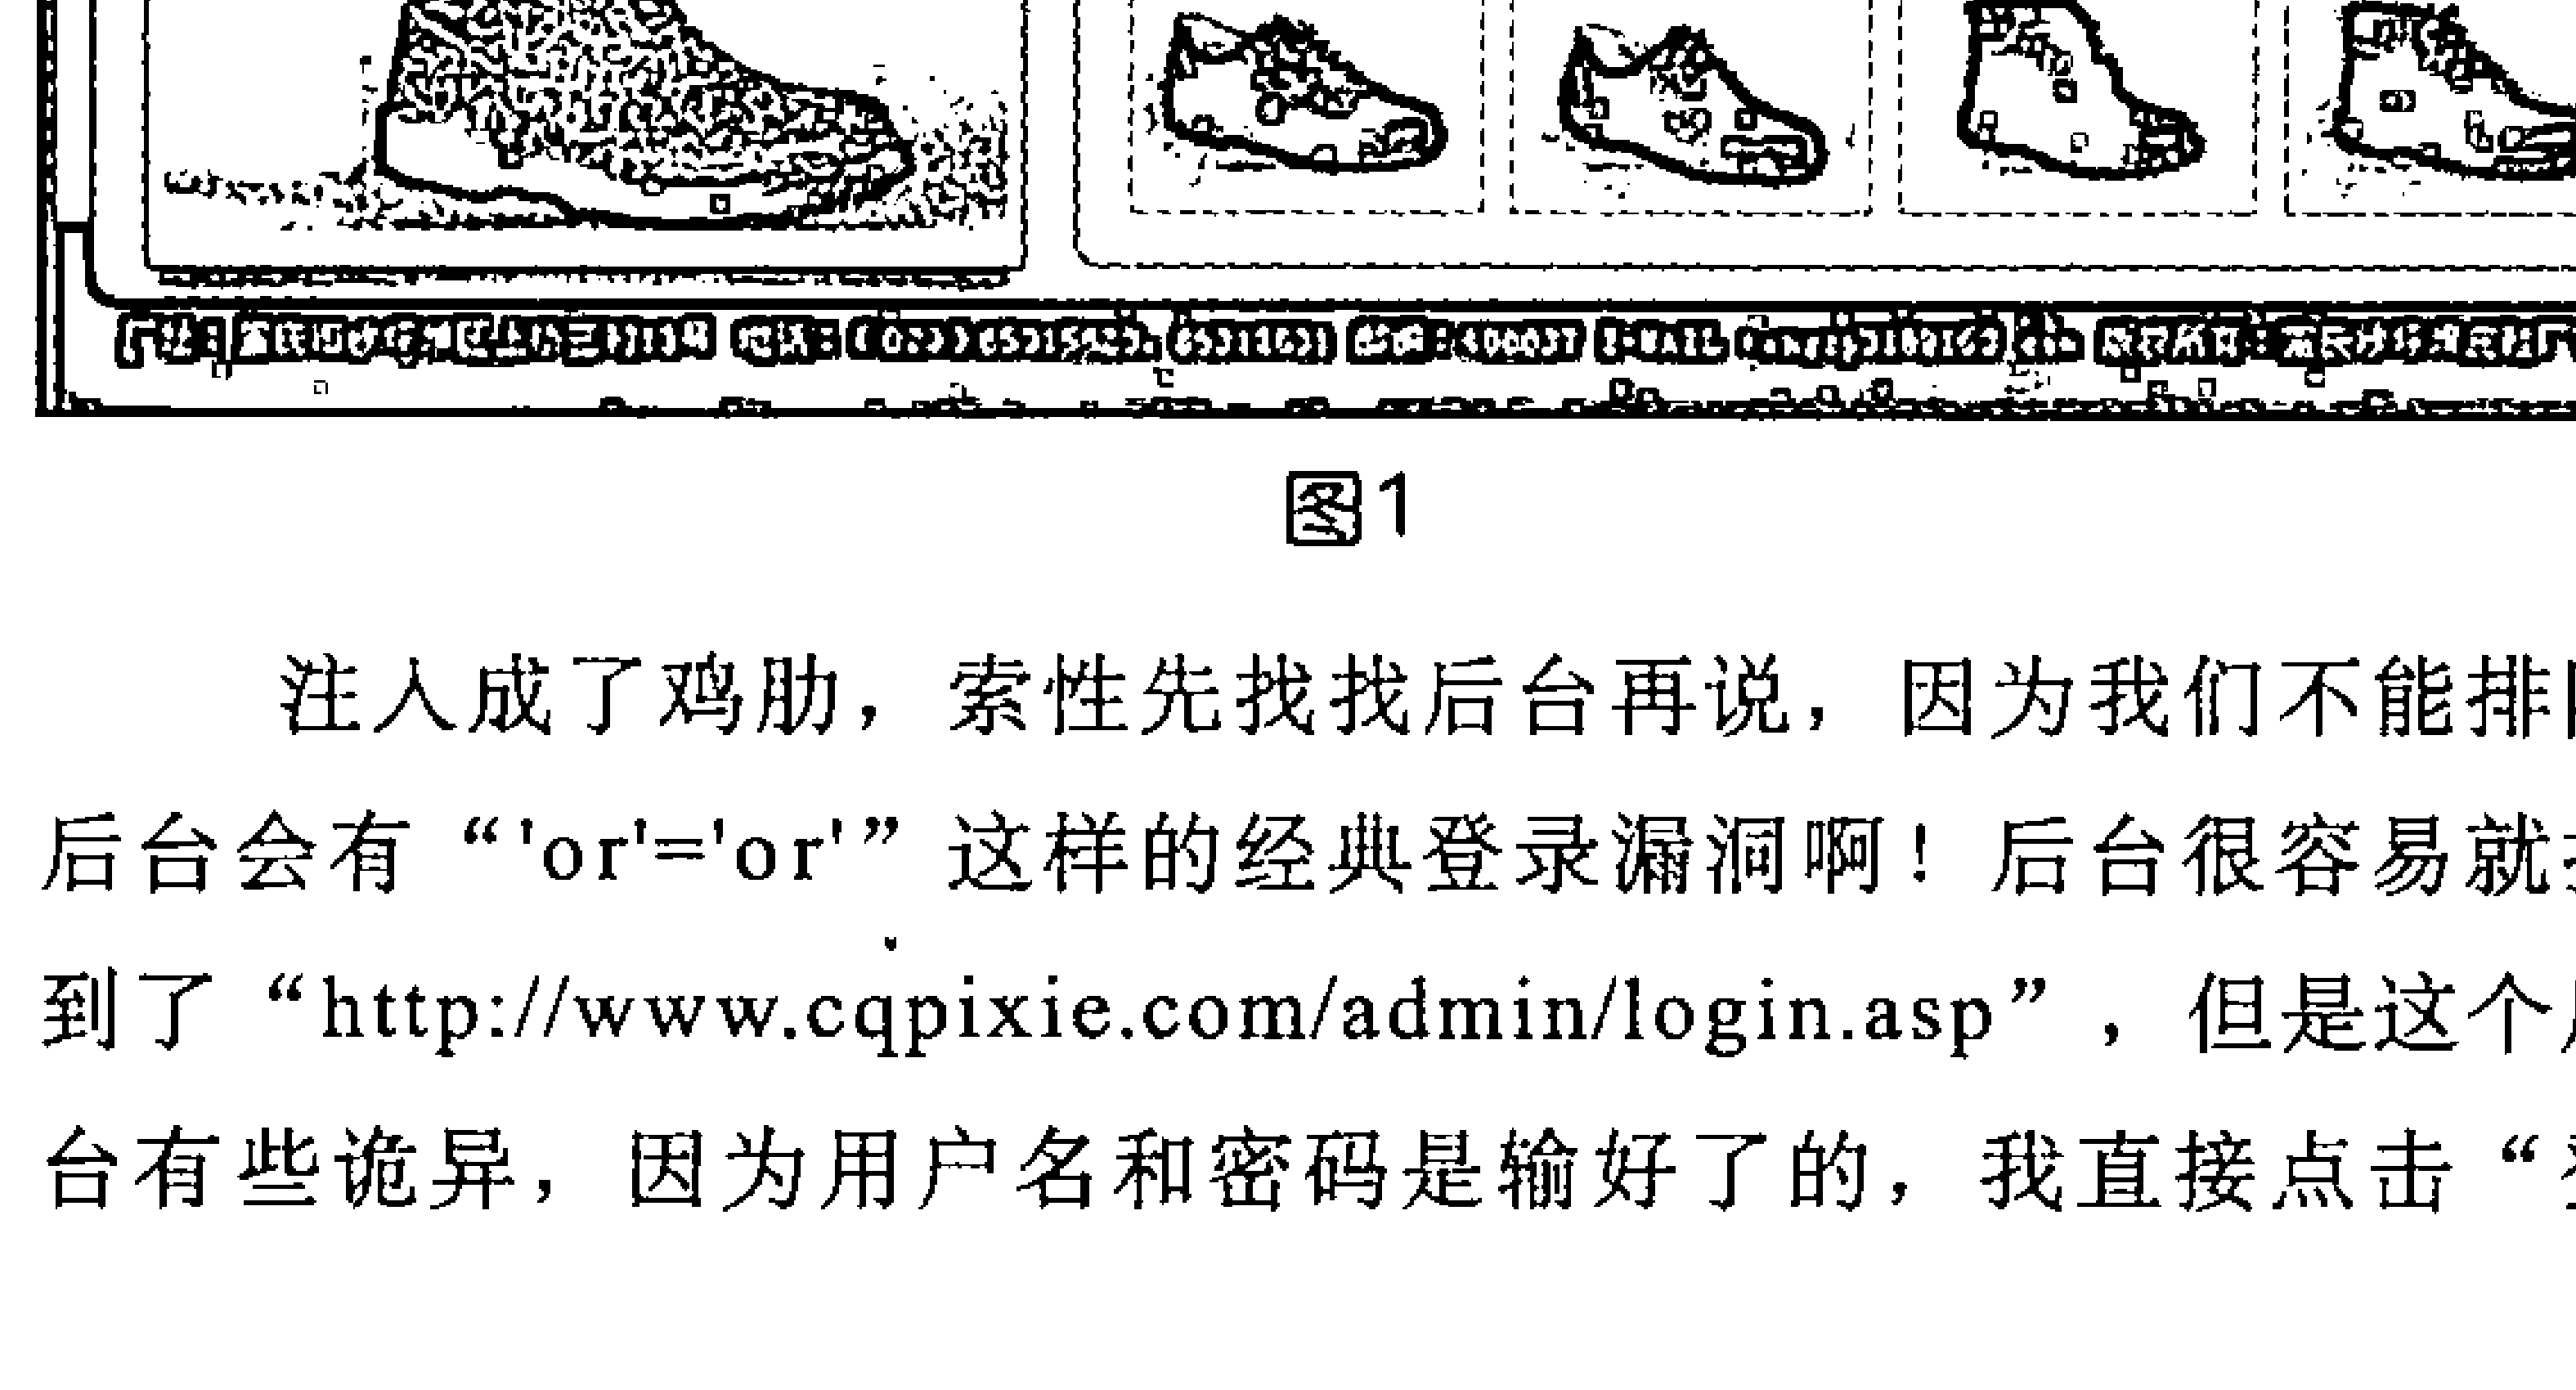 图1
注入成了鸡肋，索性先找找后台再说，因为我们不能排
后台会有“'or'='or'”这样的经典登录漏洞啊！后台很容易就
到了“http://www.cqpixie.com/admin/login.asp”，但是这个
台有些诡异，因为用户名和密码是输好了的，我直接点击“